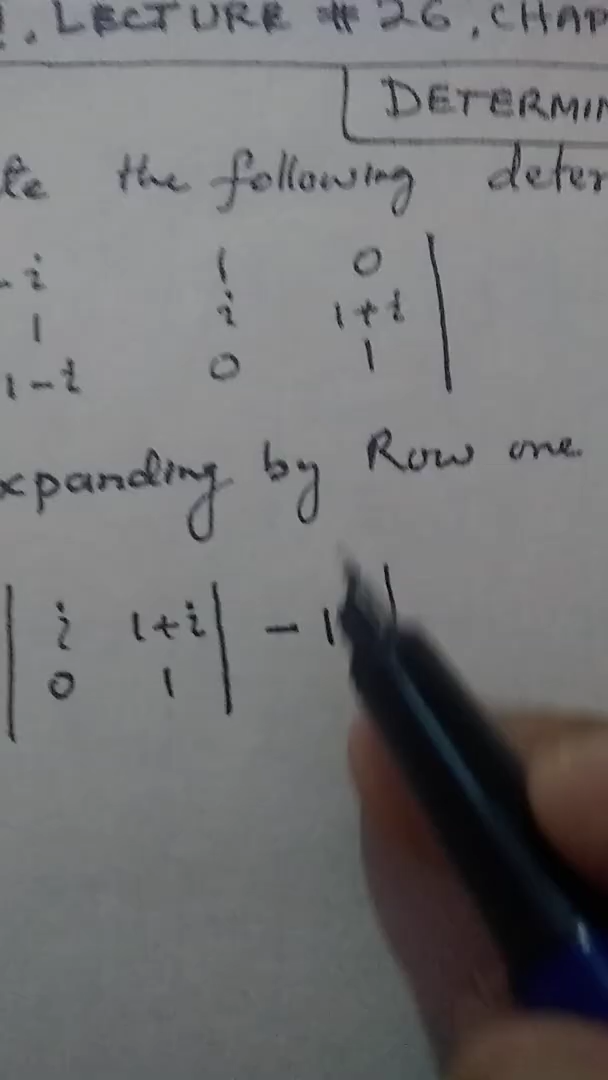 . LECTURE # 26, CHAP
DETERMIN
the following deter
- i 1 0
1 i 1+i
1-i 0 1
xpanding by Row one
| i 1+i | - 1 |
| 0 1 |